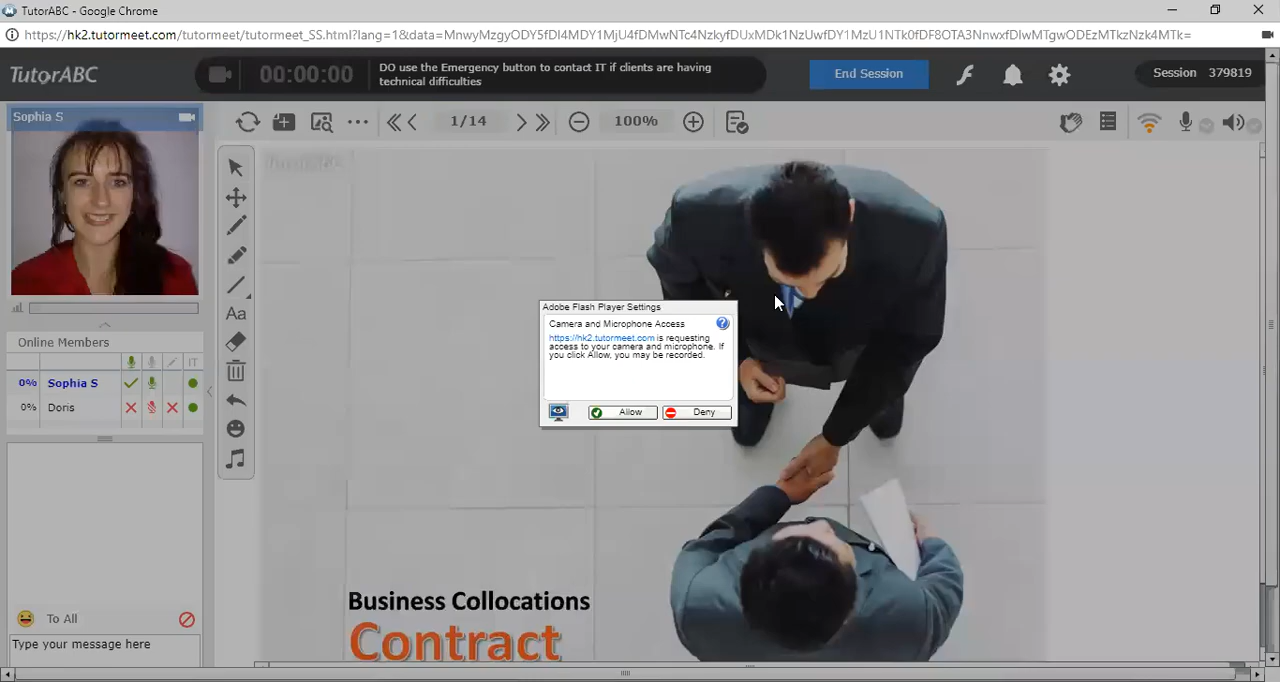 TutorABC - Google Chrome
https://hk2.tutormeet.com/tutormeet/tutormeet_SS.html?lang=1&data=MnwyMzgyODY5fDI4MDY1MjU4fDMwNTc4NzkyfDUxMDk1NzUwfDY1MzU1NTk0fDF8OTA3NnwxfDIwMTgwODEzMTkzNzk4MTk=
TutorABC
00:00:00
DO use the Emergency button to contact IT if clients are having
technical difficulties
End Session
Session 379819
Sophia S
1/14
100%
Aa
Online Members
IT
0% Sophia S
0% Doris
To All
Type your message here
Adobe Flash Player Settings
Camera and Microphone Access
https://hk2.tutormeet.com is requesting
access to your camera and microphone. If
you click Allow, you may be recorded.
Allow
Deny
TutorABC
Business Collocations
Contract